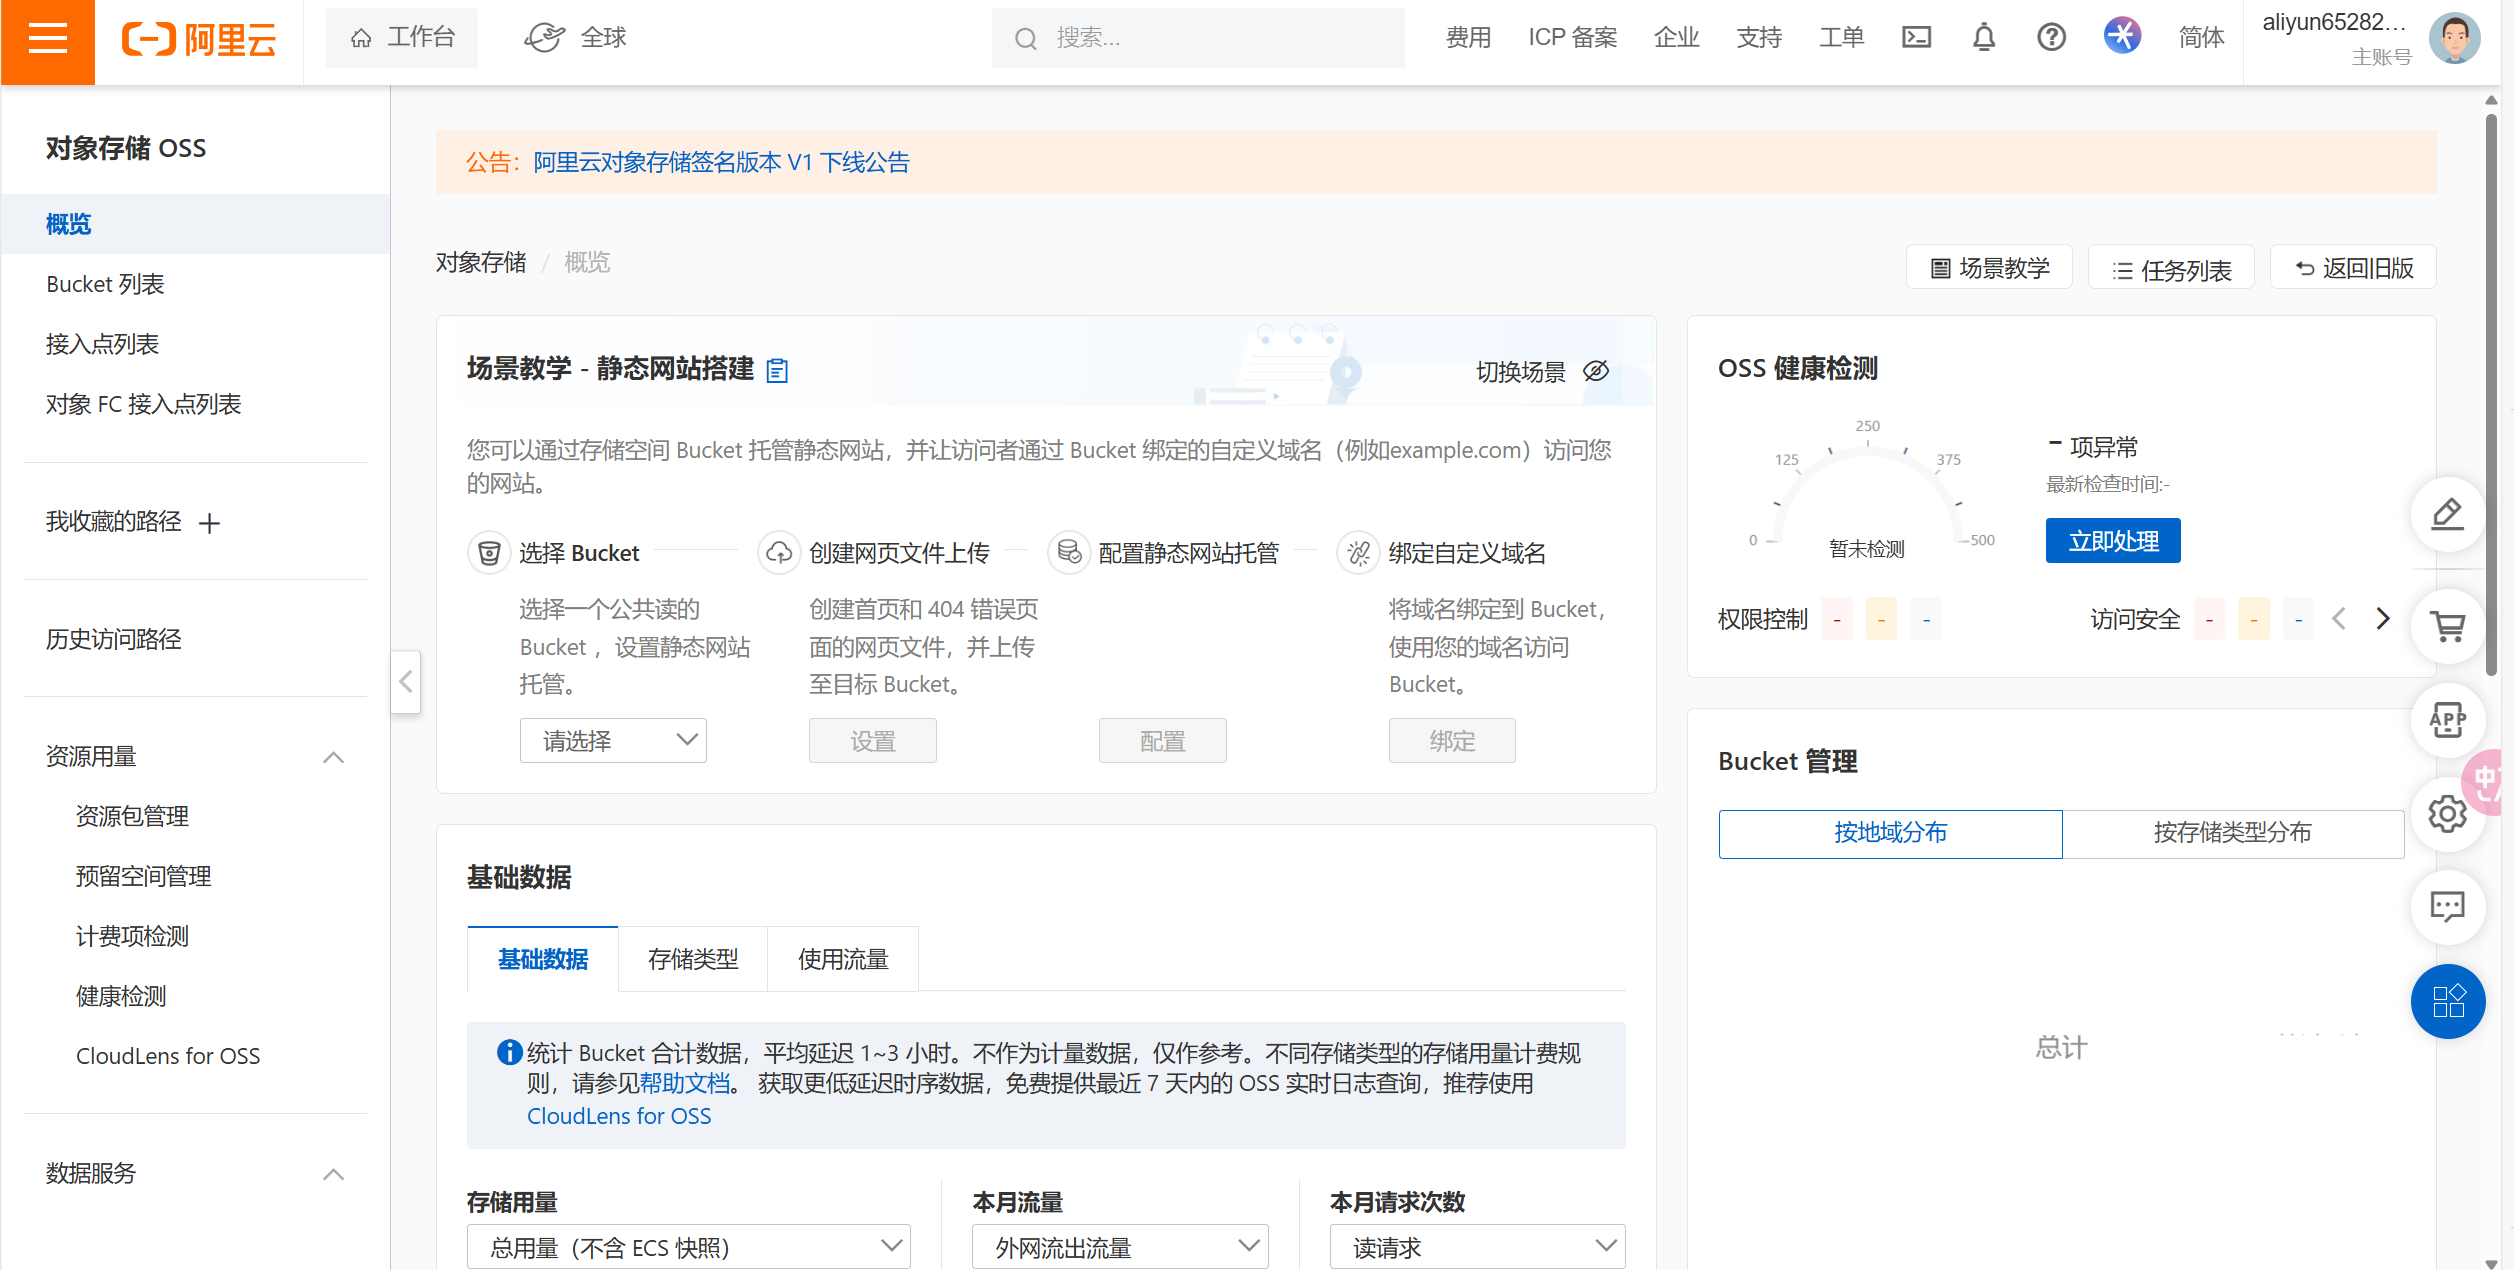 阿里云
工作台
全球
搜索...
费用
ICP 备案
企业
支持
工单
简体
aliyun65282...
主账号
对象存储 OSS
概览
Bucket 列表
接入点列表
对象 FC 接入点列表
我收藏的路径
历史访问路径
资源用量
资源包管理
预留空间管理
计费项检测
健康检测
CloudLens for OSS
数据服务
公告：阿里云对象存储签名版本 V1 下线公告
对象存储 / 概览
场景教学
任务列表
返回旧版
场景教学 - 静态网站搭建
切换场景
您可以通过存储空间 Bucket 托管静态网站，并让访问者通过 Bucket 绑定的自定义域名（例如example.com）访问您
的网站。
选择 Bucket
选择一个公共读的
Bucket ，设置静态网站
托管。
请选择
创建网页文件上传
创建首页和 404 错误页
面的网页文件，并上传
至目标 Bucket。
设置
配置静态网站托管
配置
绑定自定义域名
将域名绑定到 Bucket，
使用您的域名访问
Bucket。
绑定
基础数据
基础数据
存储类型
使用流量
统计 Bucket 合计数据，平均延迟 1~3 小时。不作为计量数据，仅作参考。不同存储类型的存储用量计费规
则，请参见帮助文档。 获取更低延迟时序数据，免费提供最近 7 天内的 OSS 实时日志查询，推荐使用
CloudLens for OSS
存储用量
总用量（不含 ECS 快照）
本月流量
外网流出流量
本月请求次数
读请求
OSS 健康检测
0
125
250
375
500
暂未检测
- 项异常
最新检查时间:-
立即处理
权限控制 - - -
访问安全 - - -
Bucket 管理
按地域分布
按存储类型分布
总计
APP
中